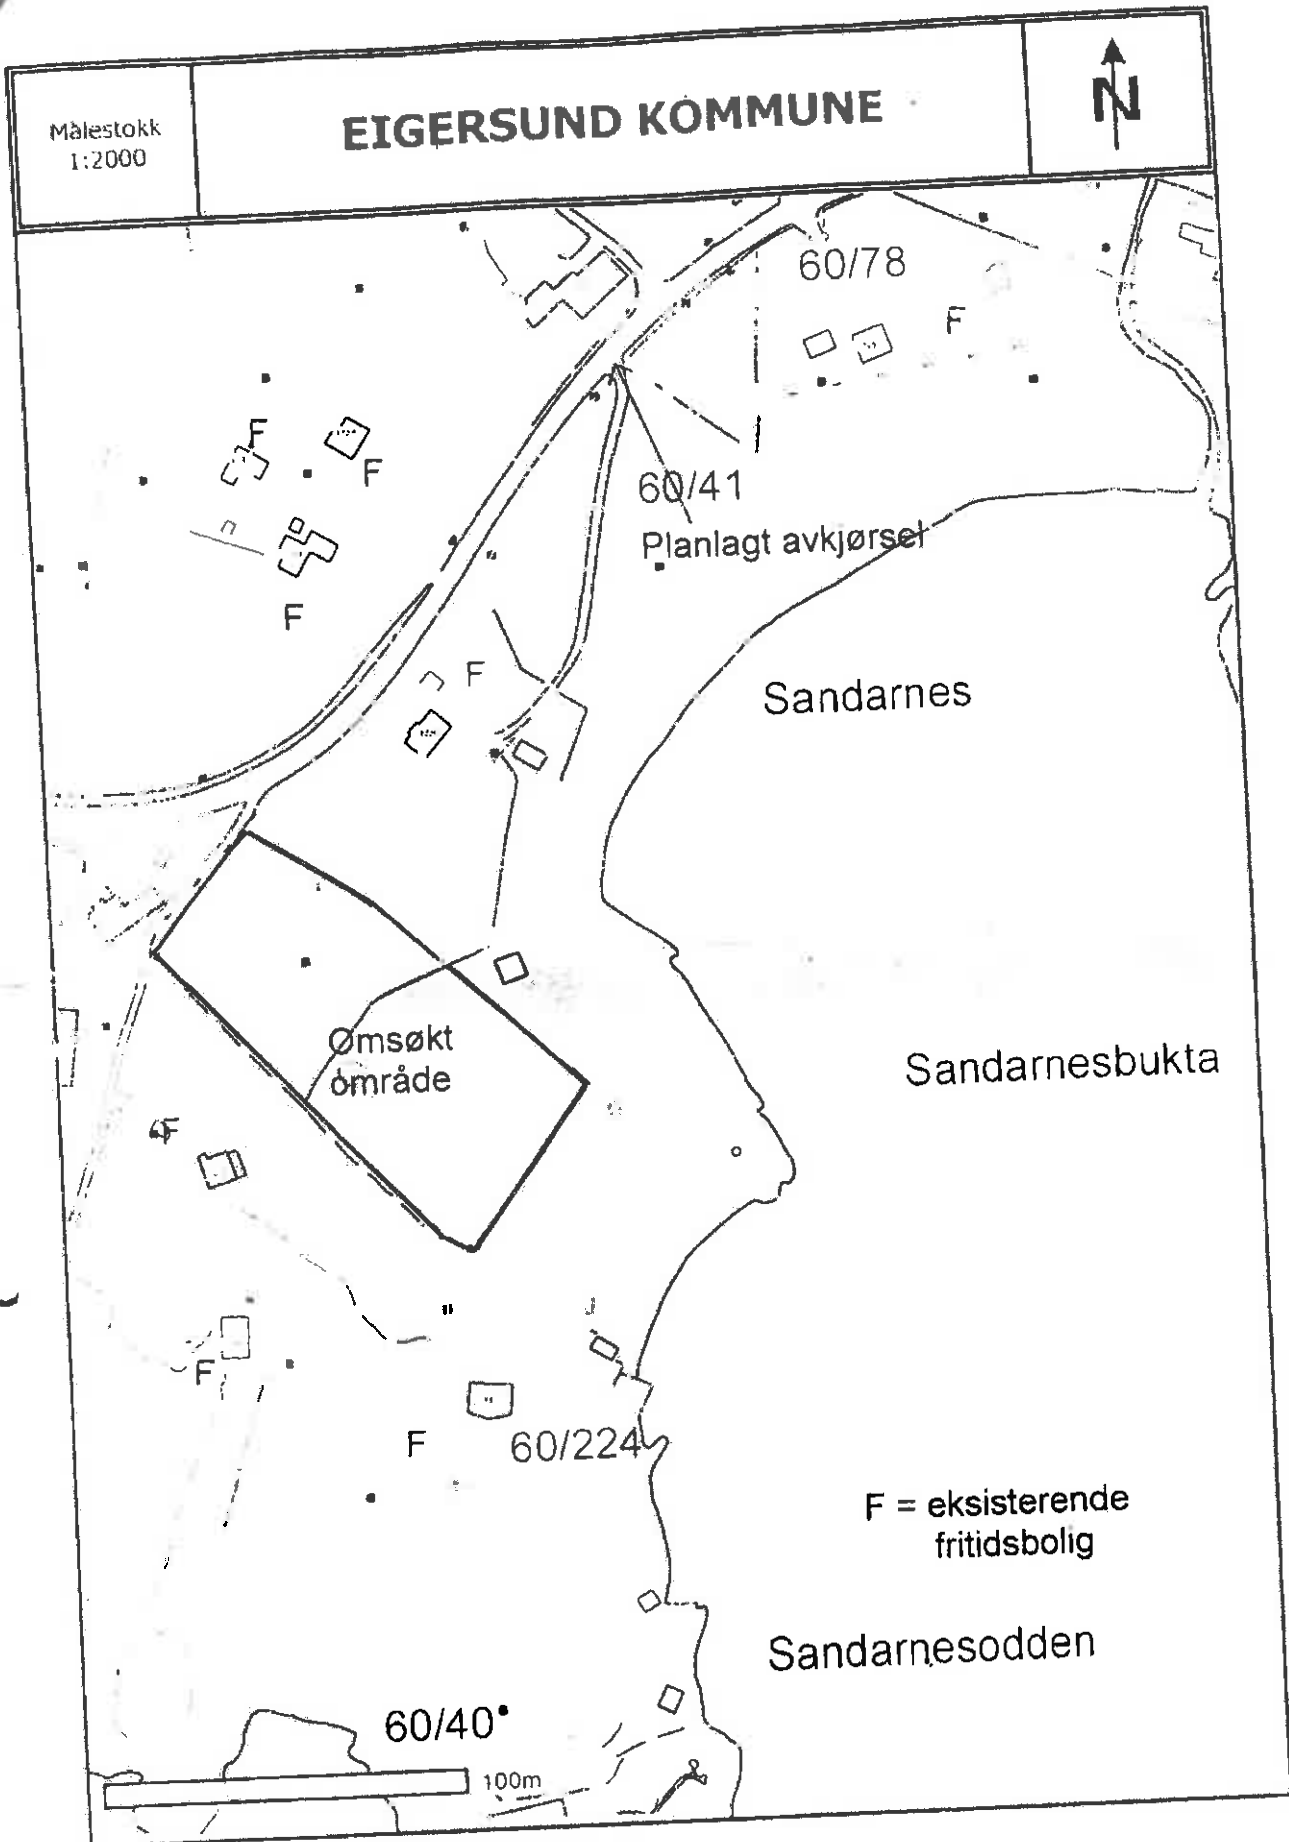 Målestokk
1:2000
EIGERSUND KOMMUNE
N
60/78
F
F
F
60/41
Planlagt avkjørsel
F
F
Sandarnes
Omsøkt
område
Sandarnesbukta
F
F
F
60/224
F = eksisterende
fritidsbolig
Sandarnesodden
60/40
100m